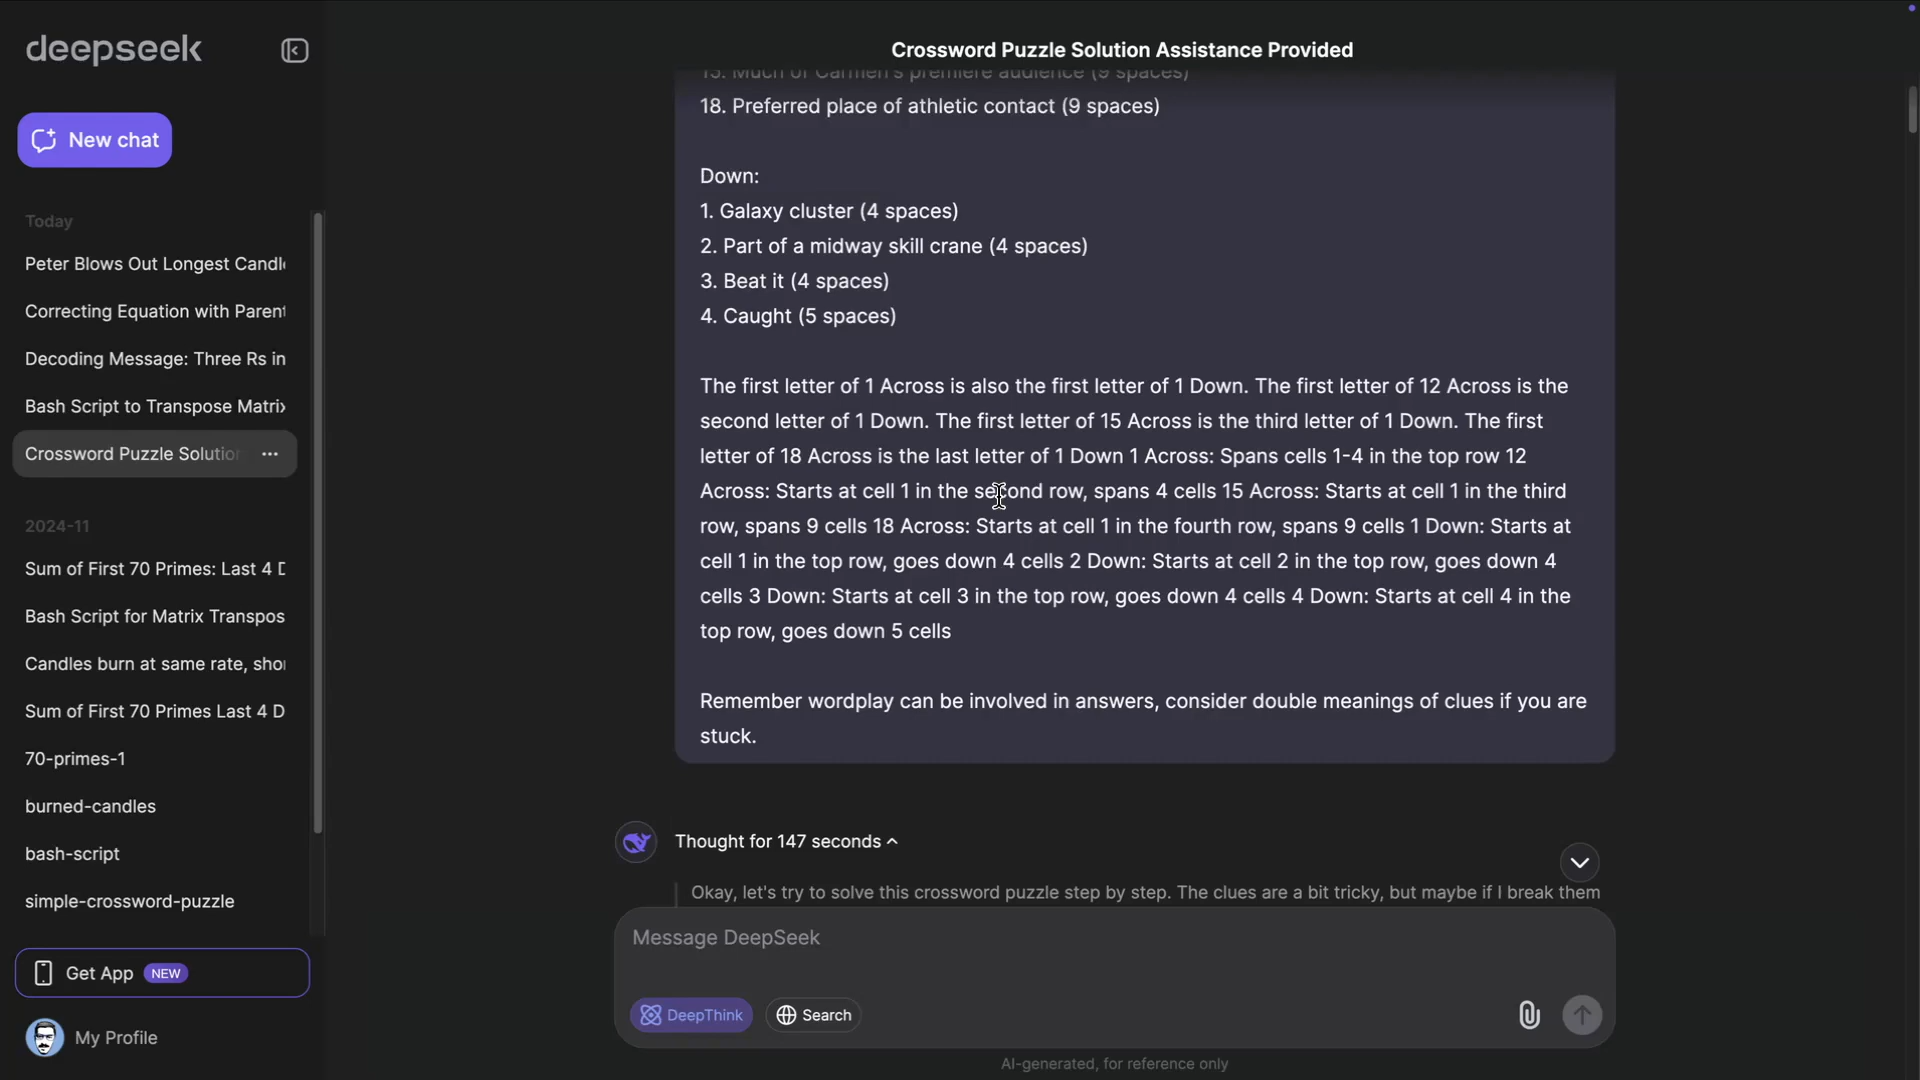 deepseek
New chat
Today
Peter Blows Out Longest Candl
Correcting Equation with Paren
Decoding Message: Three Rs in
Bash Script to Transpose Matrix
Crossword Puzzle Solutio ...
2024-11
Sum of First 70 Primes: Last 4 D
Bash Script for Matrix Transpos
Candles burn at same rate, sho
Sum of First 70 Primes Last 4 D
70-primes-1
burned-candles
bash-script
simple-crossword-puzzle
Get App NEW
My Profile
Crossword Puzzle Solution Assistance Provided
15. Much of Carmen's premiere audience (9 spaces)
18. Preferred place of athletic contact (9 spaces)
Down:
1. Galaxy cluster (4 spaces)
2. Part of a midway skill crane (4 spaces)
3. Beat it (4 spaces)
4. Caught (5 spaces)
The first letter of 1 Across is also the first letter of 1 Down. The first letter of 12 Across is the
second letter of 1 Down. The first letter of 15 Across is the third letter of 1 Down. The first
letter of 18 Across is the last letter of 1 Down 1 Across: Spans cells 1-4 in the top row 12
Across: Starts at cell 1 in the second row, spans 4 cells 15 Across: Starts at cell 1 in the third
row, spans 9 cells 18 Across: Starts at cell 1 in the fourth row, spans 9 cells 1 Down: Starts at
cell 1 in the top row, goes down 4 cells 2 Down: Starts at cell 2 in the top row, goes down 4
cells 3 Down: Starts at cell 3 in the top row, goes down 4 cells 4 Down: Starts at cell 4 in the
top row, goes down 5 cells
Remember wordplay can be involved in answers, consider double meanings of clues if you are
stuck.
Thought for 147 seconds
Okay, let's try to solve this crossword puzzle step by step. The clues are a bit tricky, but maybe if I break them
Message DeepSeek
DeepThink
Search
AI-generated, for reference only